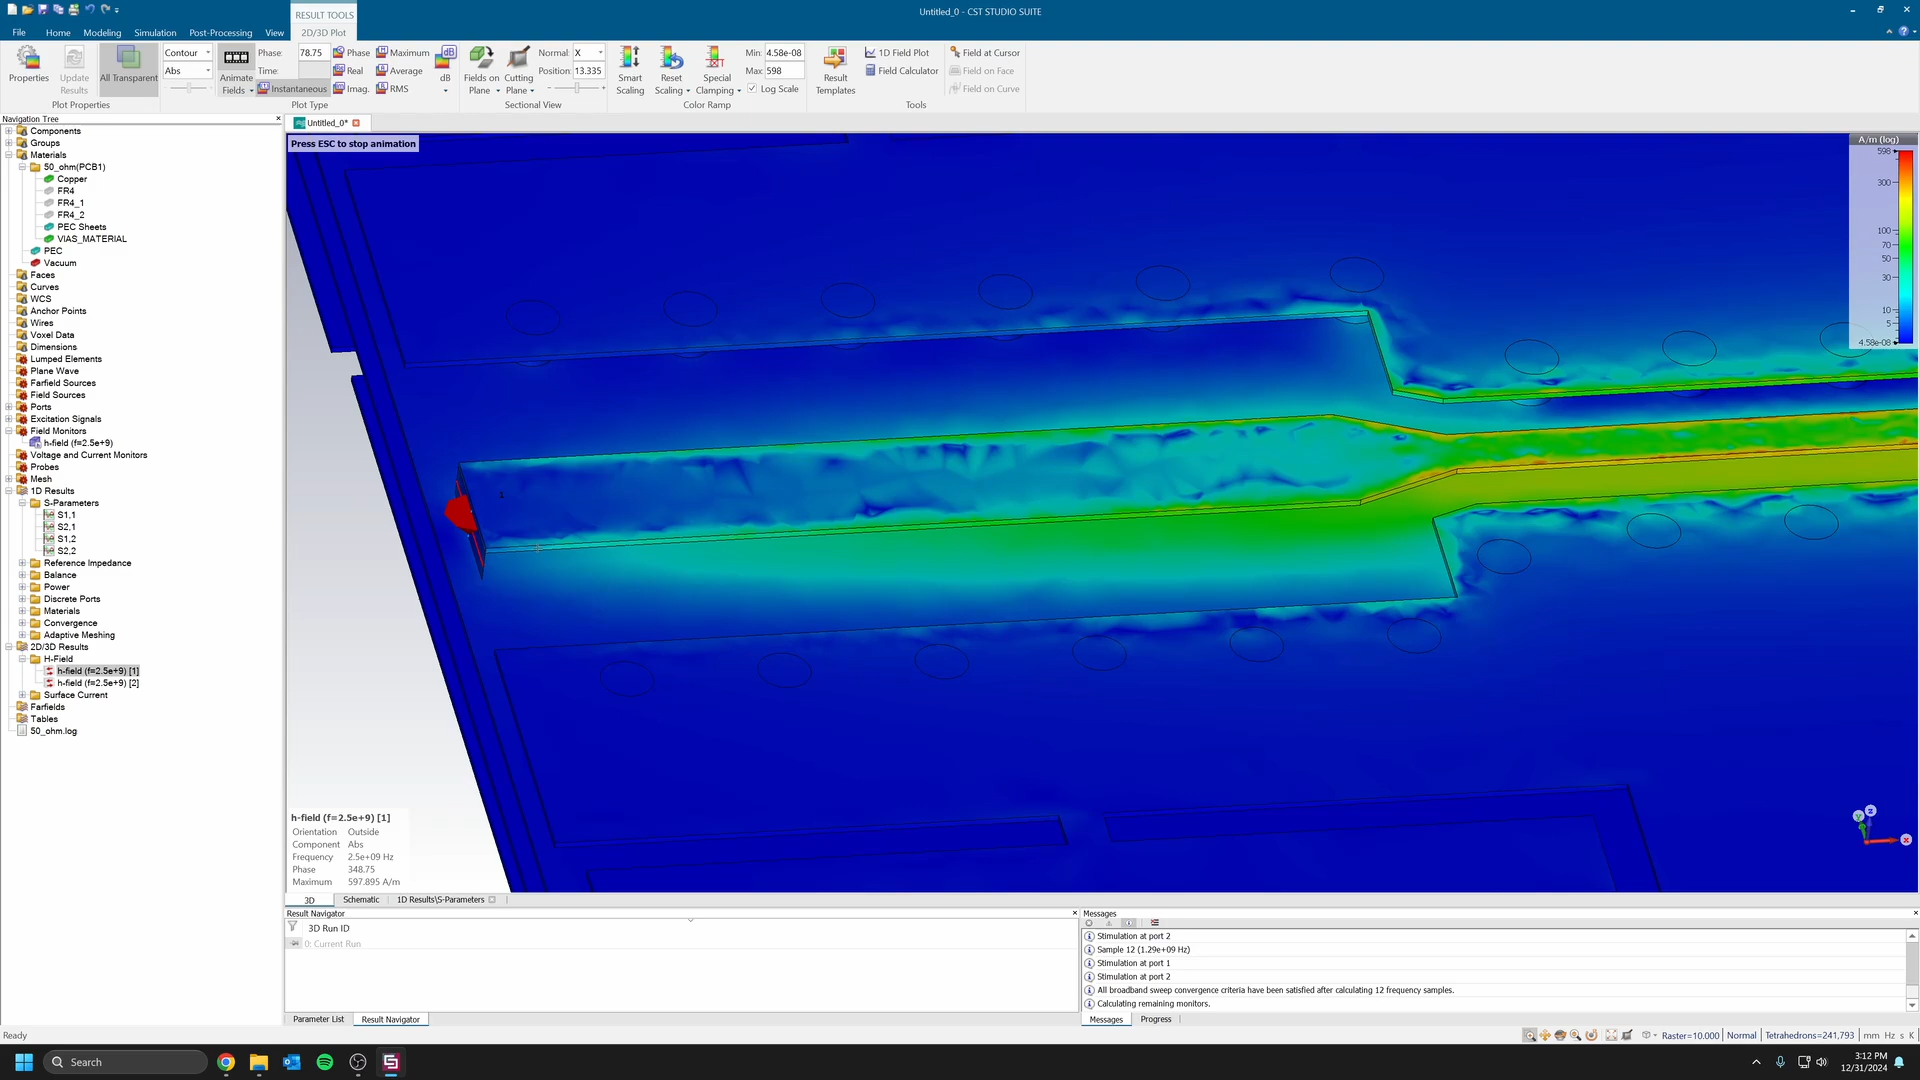 RESULT TOOLS
Untitled_0 - CST STUDIO SUITE
File Home Modeling Simulation Post-Processing View 2D/3D Plot
Properties
Update Results
All Transparent
Plot Properties
Contour
Abs
Animate Fields
Phase: 78.75
Time:
Instantaneous
Phase
Real
Imag.
Maximum
Average
RMS
dB
Plot Type
Fields on Plane
Cutting Plane
Normal: X
Position: 13.335
Sectional View
Smart Scaling
Reset Scaling
Special Clamping
Min: 4.58e-08
Max: 598
Log Scale
Color Ramp
Result Templates
1D Field Plot
Field Calculator
Field at Cursor
Field on Face
Field on Curve
Tools
Navigation Tree
Components
Groups
Materials
50_ohm(PCB1)
Copper
FR4
FR4_1
FR4_2
PEC Sheets
VIAS_MATERIAL
PEC
Vacuum
Faces
Curves
WCS
Anchor Points
Wires
Voxel Data
Dimensions
Lumped Elements
Plane Wave
Farfield Sources
Field Sources
Ports
Excitation Signals
Field Monitors
h-field (f=2.5e+9)
Voltage and Current Monitors
Probes
Mesh
1D Results
S-Parameters
S1,1
S2,1
S1,2
S2,2
Reference Impedance
Balance
Power
Discrete Ports
Materials
Convergence
Adaptive Meshing
2D/3D Results
H-Field
h-field (f=2.5e+9) [1]
h-field (f=2.5e+9) [2]
Surface Current
Farfields
Tables
50_ohm.log
Untitled_0*
Press ESC to stop animation
A/m (log)
598
300
100
70
50
30
10
5
4.58e-08
1
z
y
x
h-field (f=2.5e+9) [1]
Orientation Outside
Component Abs
Frequency 2.5e+09 Hz
Phase 348.75
Maximum 597.895 A/m
3D Schematic 1D Results\S-Parameters
Result Navigator
3D Run ID
0: Current Run
Parameter List Result Navigator
Messages
Stimulation at port 2
Sample 12 (1.29e+09 Hz)
Stimulation at port 1
Stimulation at port 2
All broadband sweep convergence criteria have been satisfied after calculating 12 frequency samples.
Calculating remaining monitors.
Messages Progress
Ready
Raster=10.000 Normal Tetrahedrons=241,793 mm Hz s K
Search
3:12 PM
12/31/2024